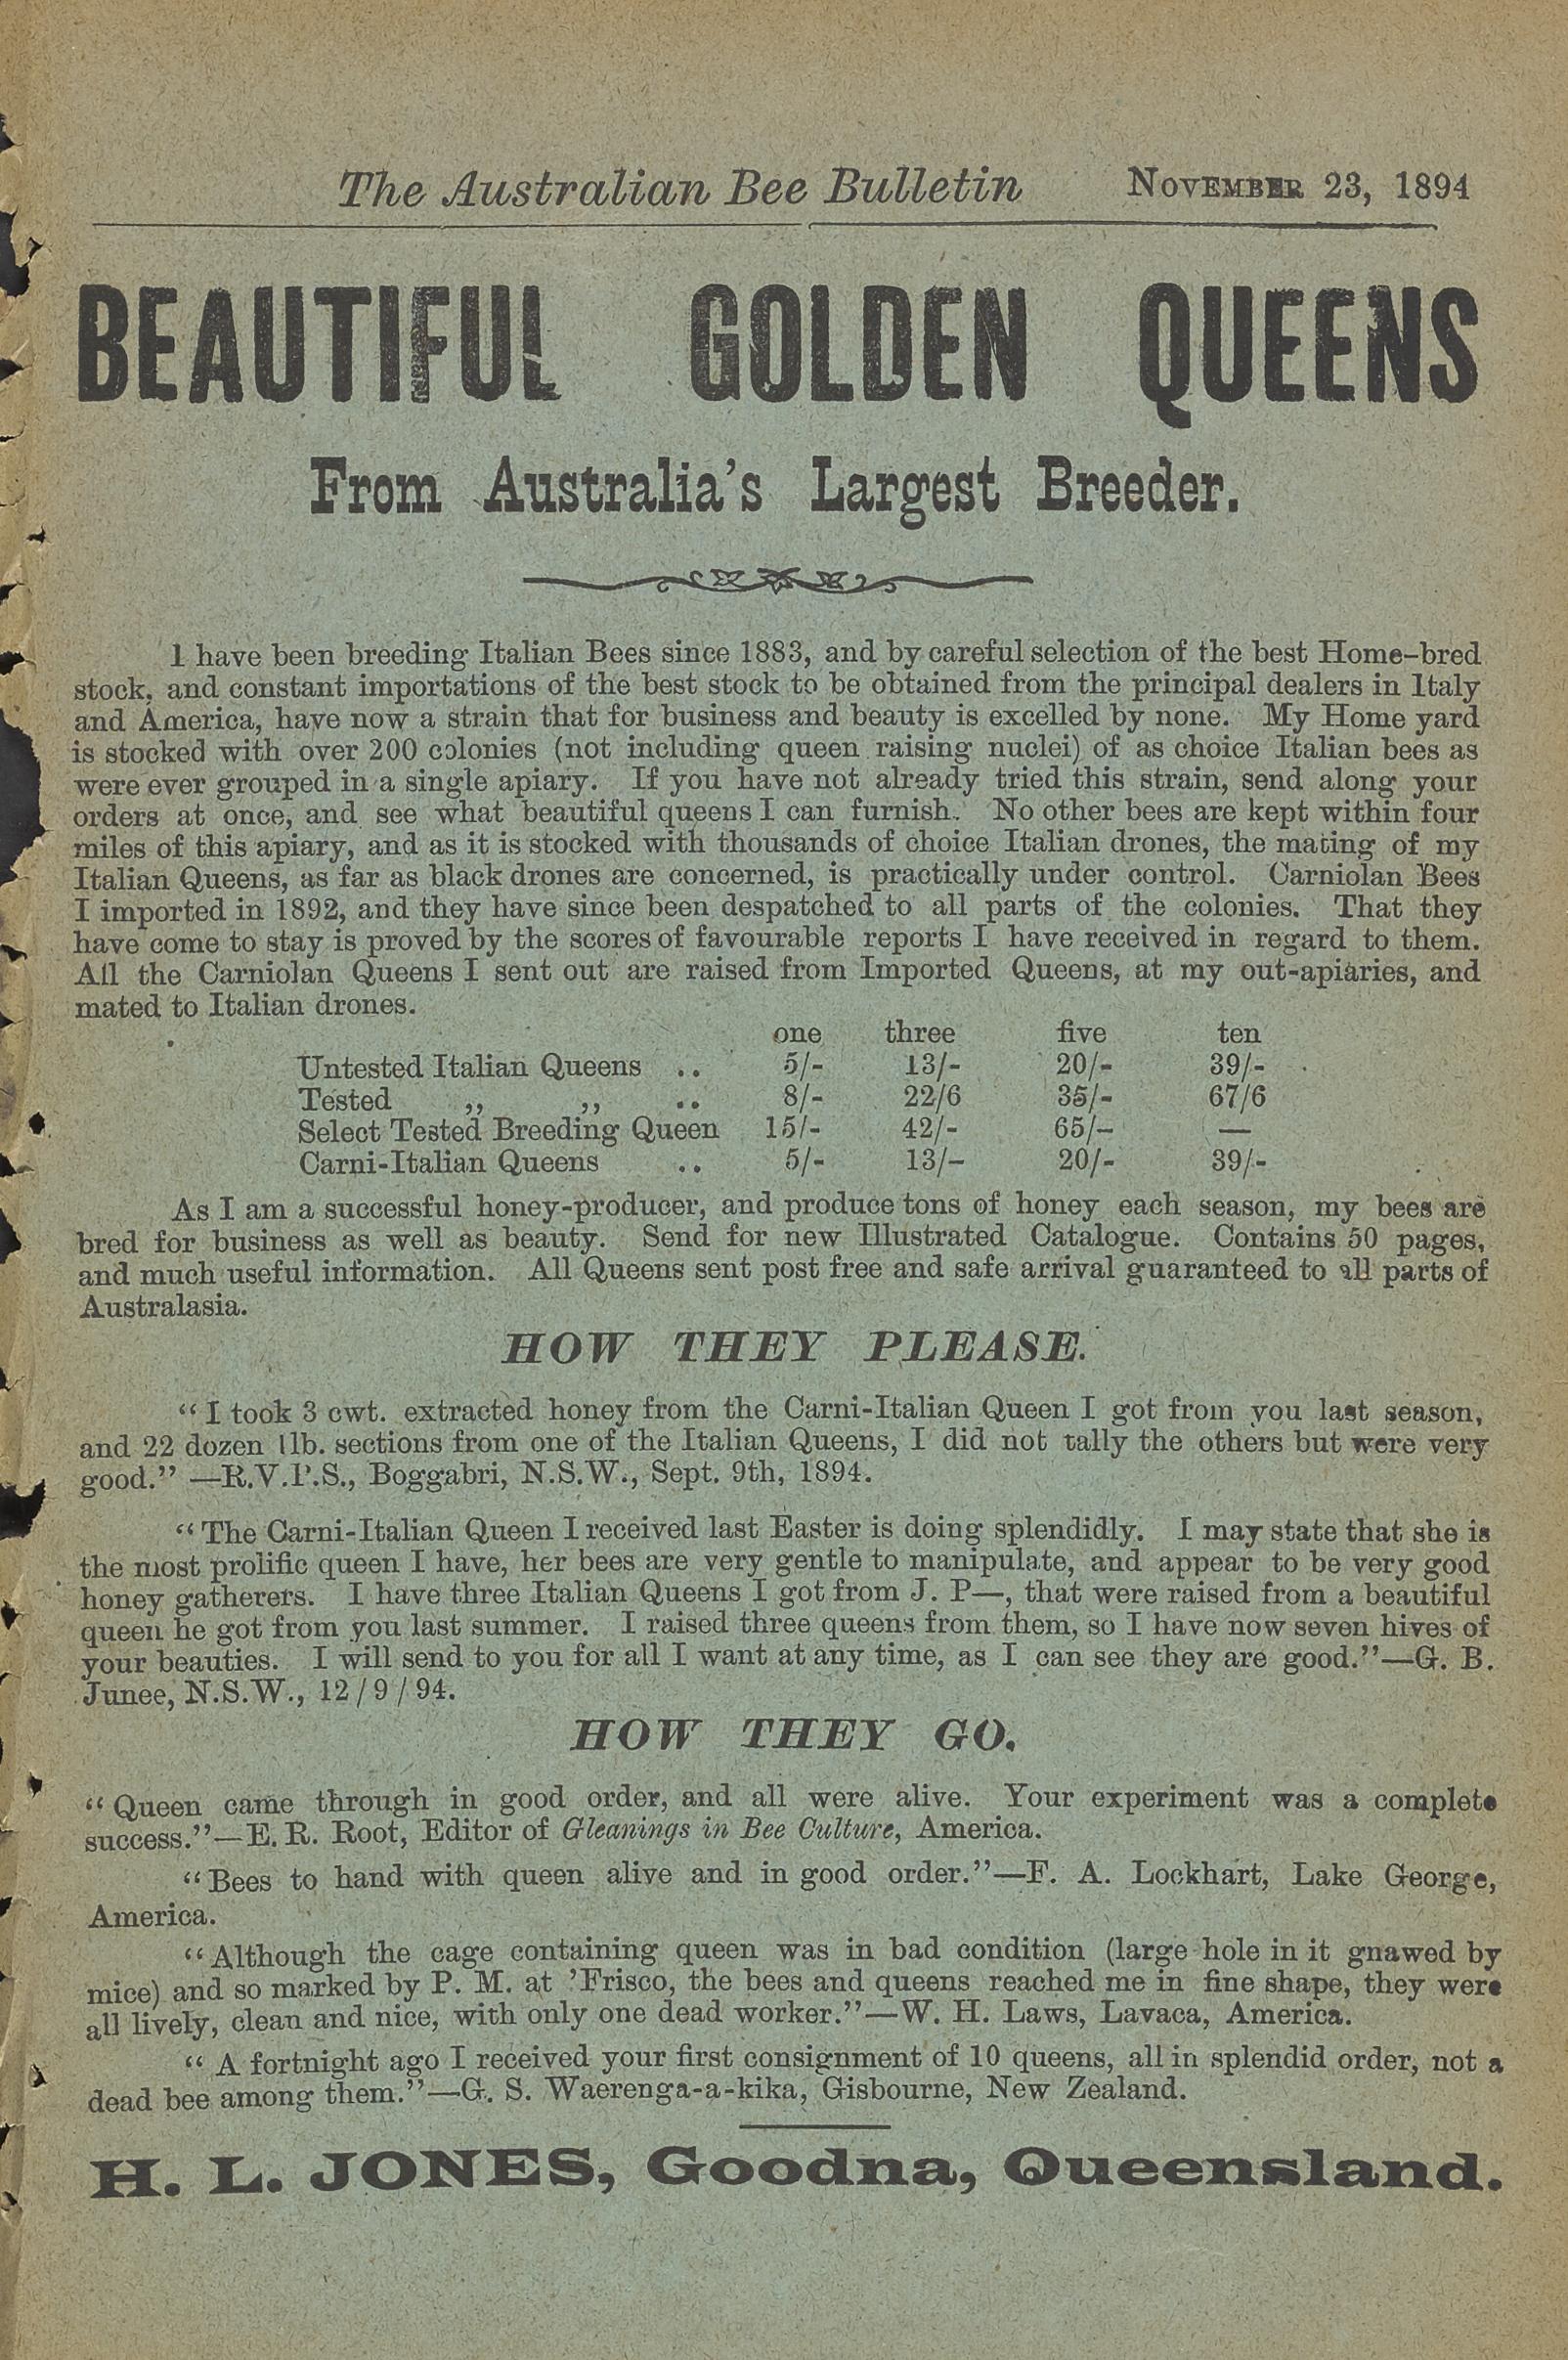 The Australian Bee Bulletin NOVEMBER 23, 1894
BEAUTIFUL GOLDEN QUEENS
From Australia's Largest Breeder.
I have been breeding Italian Bees since 1883, and by careful selection of the best Home-bred
stock, and constant importations of the best stock to be obtained from the principal dealers in Italy
and America, have now a strain that for business and beauty is excelled by none. My Home yard
is stocked with over 200 colonies (not including queen raising nuclei) of as choice Italian bees as
were ever grouped in a single apiary. If you have not already tried this strain, send along your
orders at once, and see what beautiful queens I can furnish. No other bees are kept within four
miles of this apiary, and as it is stocked with thousands of choice Italian drones, the mating of my
Italian Queens, as far as black drones are concerned, is practically under control. Carniolan Bees
I imported in 1892, and they have since been despatched to all parts of the colonies. That they
have come to stay is proved by the scores of favourable reports I have received in regard to them.
All the Carniolan Queens I sent out are raised from Imported Queens, at my out-apiaries, and
mated to Italian drones.
one three five ten
Untested Italian Queens .. 5/- 13/- 20/- 39/-
Tested ,, ,, .. 8/- 22/6 35/- 67/6
Select Tested Breeding Queen 15/- 42/- 65/- —
Carni-Italian Queens .. 5/- 13/- 20/- 39/-
As I am a successful honey-producer, and produce tons of honey each season, my bees are
bred for business as well as beauty. Send for new Illustrated Catalogue. Contains 50 pages,
and much useful information. All Queens sent post free and safe arrival guaranteed to all parts of
Australasia.
HOW THEY PLEASE.
"I took 3 cwt. extracted honey from the Carni-Italian Queen I got from you last season,
and 22 dozen 1lb. sections from one of the Italian Queens, I did not tally the others but were very
good." —R.V.P.S., Boggabri, N.S.W., Sept. 9th, 1894.
"The Carni-Italian Queen I received last Easter is doing splendidly. I may state that she is
the most prolific queen I have, her bees are very gentle to manipulate, and appear to be very good
honey gatherers. I have three Italian Queens I got from J. P—, that were raised from a beautiful
queen he got from you last summer. I raised three queens from them, so I have now seven hives of
your beauties. I will send to you for all I want at any time, as I can see they are good."—G. B.
Junee, N.S.W., 12/9/94.
HOW THEY GO.
"Queen came through in good order, and all were alive. Your experiment was a complete
success."—E. R. Root, Editor of Gleanings in Bee Culture, America.
"Bees to hand with queen alive and in good order."—F. A. Lockhart, Lake George,
America.
"Although the cage containing queen was in bad condition (large hole in it gnawed by
mice) and so marked by P. M. at 'Frisco, the bees and queens reached me in fine shape, they were
all lively, clean and nice, with only one dead worker."—W. H. Laws, Lavaca, America.
"A fortnight ago I received your first consignment of 10 queens, all in splendid order, not a
dead bee among them."—G. S. Waerenga-a-kika, Gisbourne, New Zealand.
H. L. JONES, Goodna, Queensland.